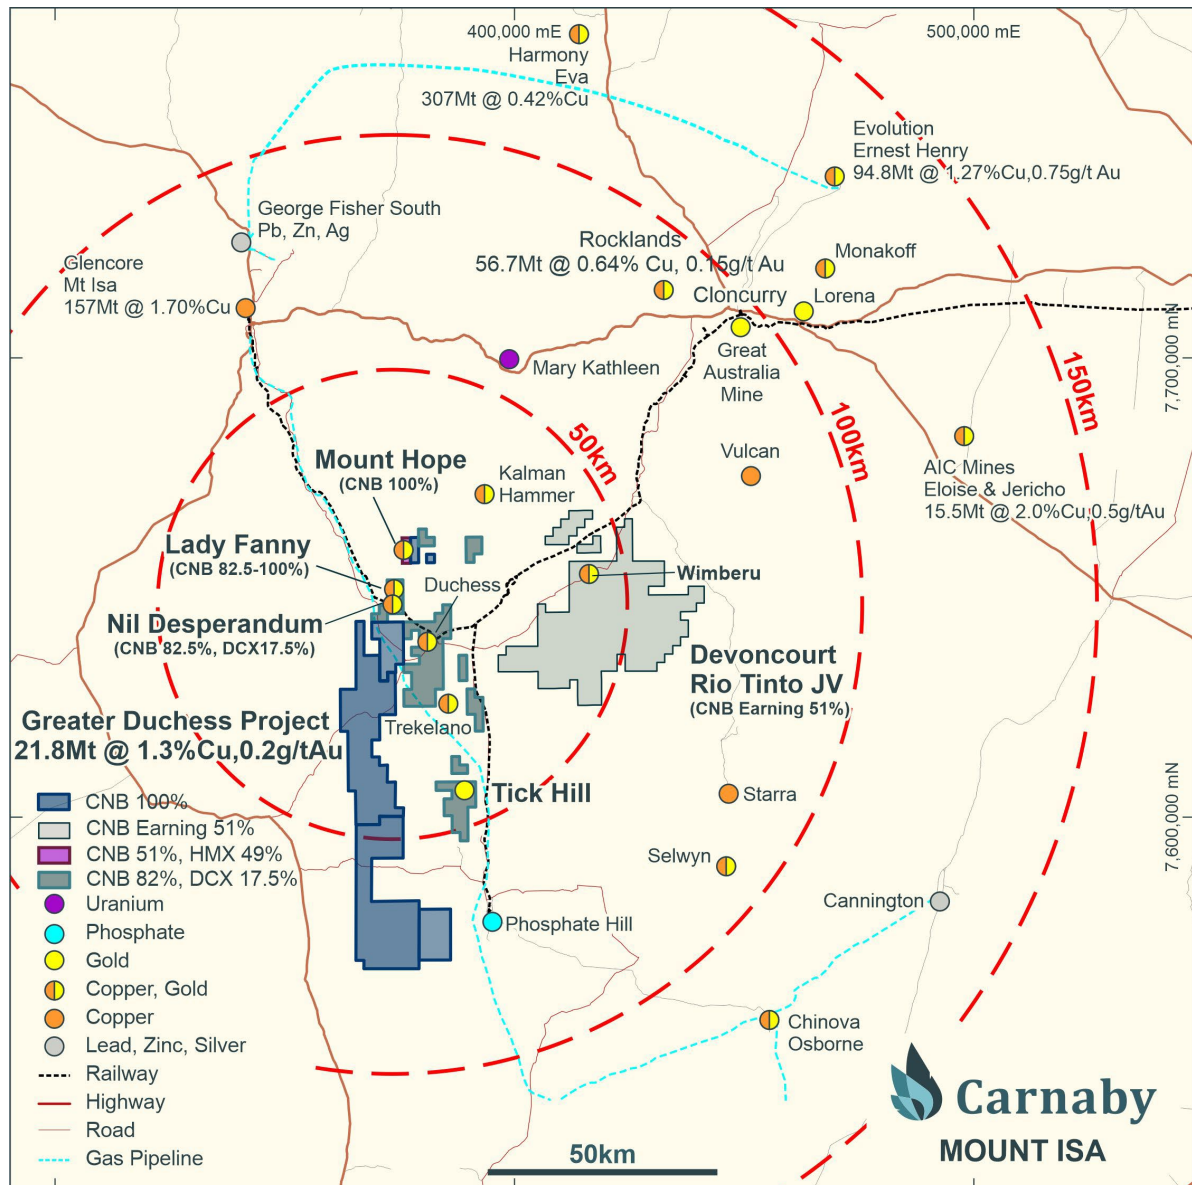 400,000 mE
500,000 mE
Harmony
Eva
307Mt @ 0.42%Cu
Evolution
Ernest Henry
94.8Mt @ 1.27%Cu,0.75g/t Au
George Fisher South
Pb, Zn, Ag
Glencore
Mt Isa
157Mt @ 1.70%Cu
Rocklands
56.7Mt @ 0.64% Cu, 0.15g/t Au
Monakoff
Cloncurry
Lorena
Great
Australia
Mine
Mary Kathleen
7,700,000 mN
150km
100km
50km
Mount Hope
(CNB 100%)
Kalman
Hammer
Vulcan
AIC Mines
Eloise & Jericho
15.5Mt @ 2.0%Cu,0.5g/tAu
Lady Fanny
(CNB 82.5-100%)
Duchess
Wimberu
Nil Desperandum
(CNB 82.5%, DCX17.5%)
Devoncourt
Rio Tinto JV
(CNB Earning 51%)
Greater Duchess Project
21.8Mt @ 1.3%Cu,0.2g/tAu
Trekelano
Tick Hill
Starra
7,600,000 mN
Selwyn
Cannington
Phosphate Hill
Chinova
Osborne
CNB 100%
CNB Earning 51%
CNB 51%, HMX 49%
CNB 82%, DCX 17.5%
Uranium
Phosphate
Gold
Copper, Gold
Copper
Lead, Zinc, Silver
Railway
Highway
Road
Gas Pipeline
50km
Carnaby
MOUNT ISA